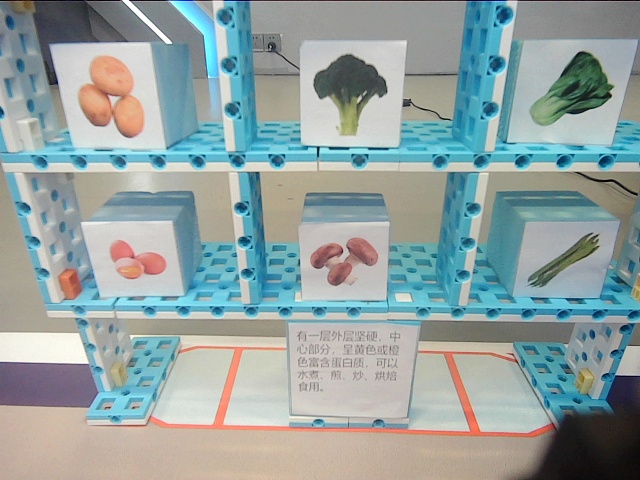 有一层外层坚硬，中
心部分，呈黄色或橙
色富含蛋白质，可以
水煮、煎、炒、烘焙
食用。